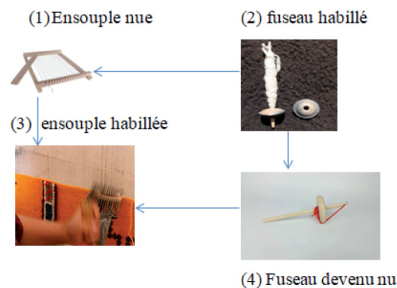 (1)Ensouple nue
(2) fuseau habillé
(3) ensouple habillée
(4) Fuseau devenu nu